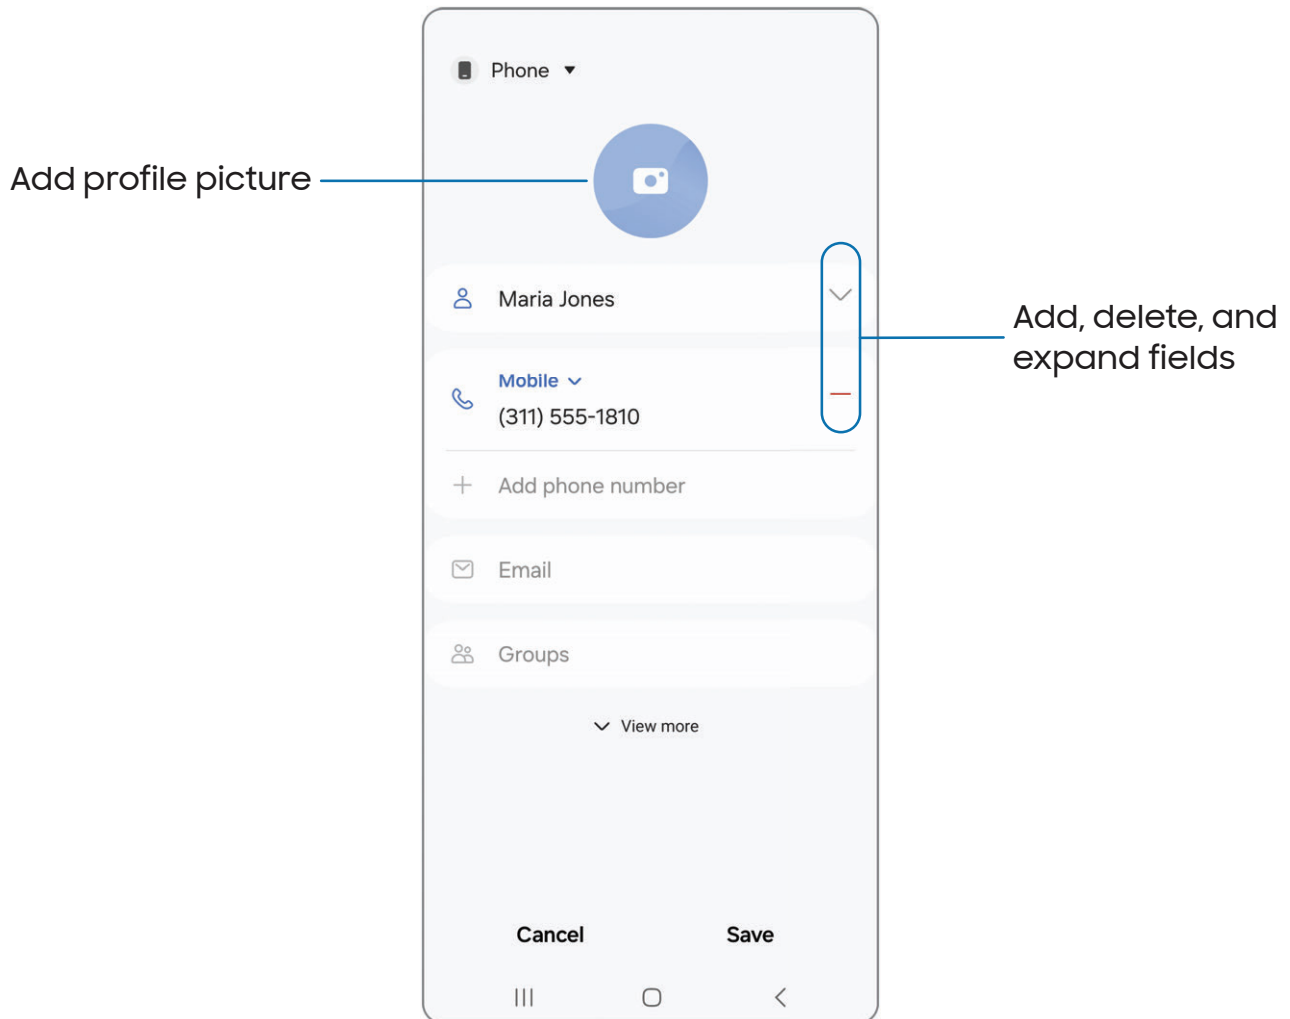 Phone
Add profile picture
Maria Jones
Add, delete, and
expand fields
Mobile
(311) 555-1810
Add phone number
Email
Groups
View more
Cancel
Save